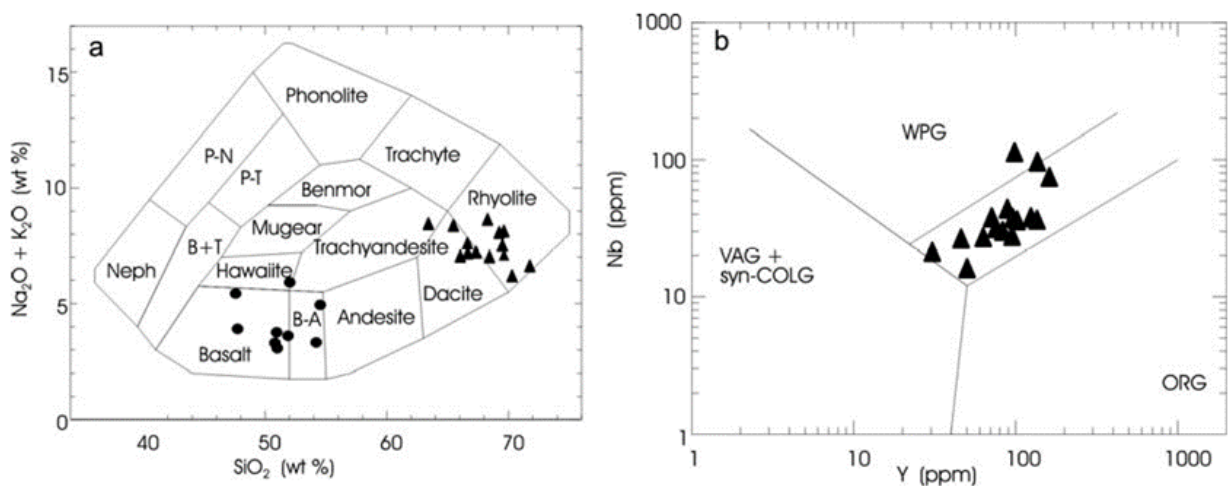 a
Phonolite
Trachyte
P-N
P-T
Benmor
Rhyolite
Mugear
Trachyandesite
B+T
Neph
Hawaiite
Dacite
B-A
Andesite
Basalt
Na₂O + K₂O (wt %)
15
10
5
0
40
50
60
70
SiO₂ (wt %)
b
WPG
VAG +
syn-COLG
ORG
Nb (ppm)
1000
100
10
1
1
10
100
1000
Y (ppm)